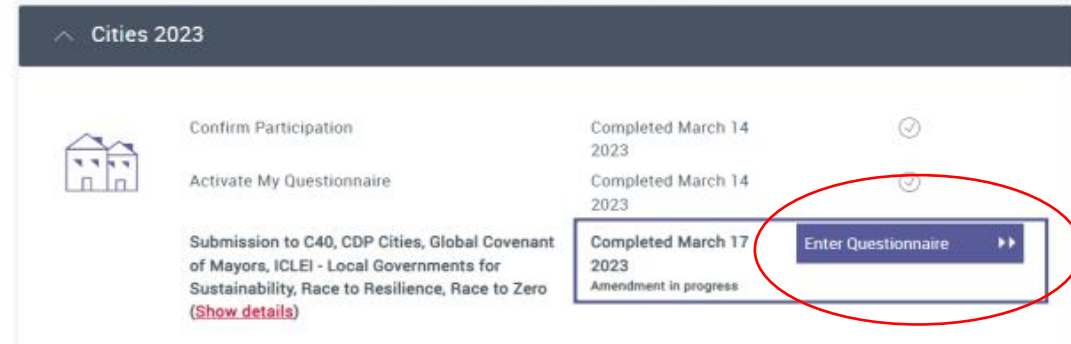 Cities 2023
Confirm Participation
Completed March 14
2023
Activate My Questionnaire
Completed March 14
2023
Submission to C40, CDP Cities, Global Covenant
of Mayors, ICLEI - Local Governments for
Sustainability, Race to Resilience, Race to Zero
(Show details)
Completed March 17
2023
Amendment in progress
Enter Questionnaire